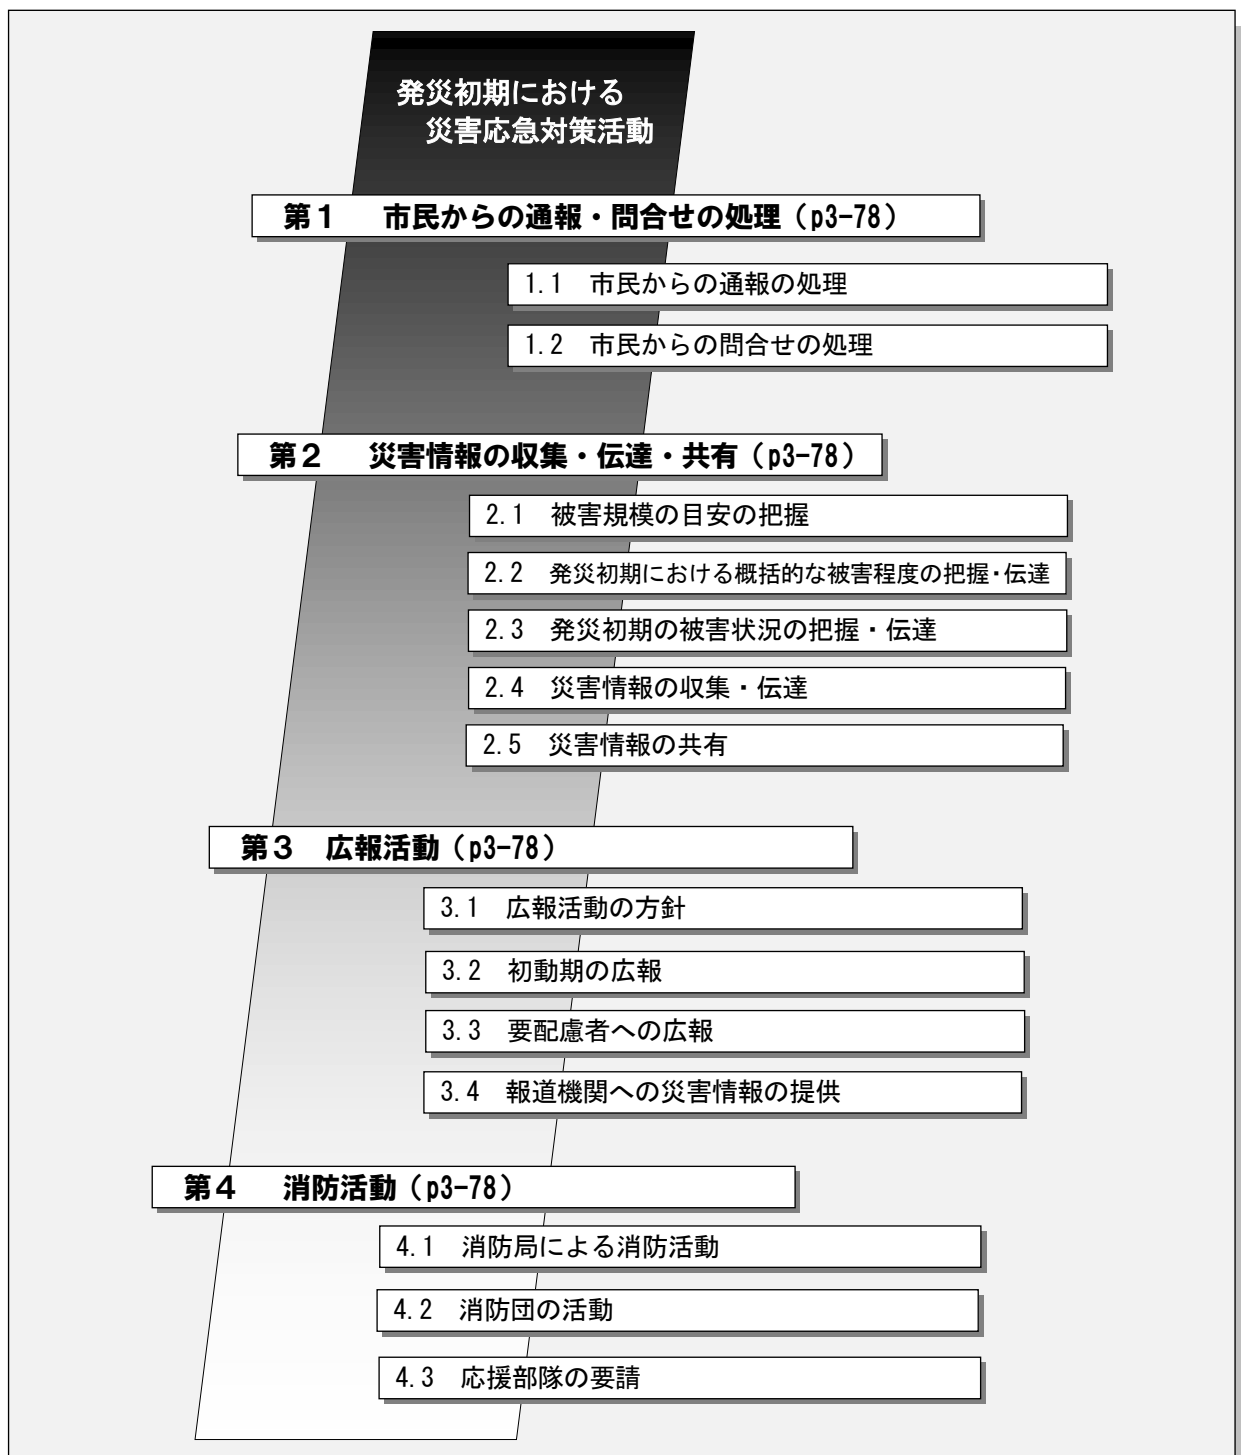 発災初期における
災害応急対策活動
第１　市民からの通報・問合せの処理（p3-78）
1.1　市民からの通報の処理
1.2　市民からの問合せの処理
第２　災害情報の収集・伝達・共有（p3-78）
2.1　被害規模の目安の把握
2.2　発災初期における概括的な被害程度の把握・伝達
2.3　発災初期の被害状況の把握・伝達
2.4　災害情報の収集・伝達
2.5　災害情報の共有
第３　広報活動（p3-78）
3.1　広報活動の方針
3.2　初動期の広報
3.3　要配慮者への広報
3.4　報道機関への災害情報の提供
第４　消防活動（p3-78）
4.1　消防局による消防活動
4.2　消防団の活動
4.3　応援部隊の要請